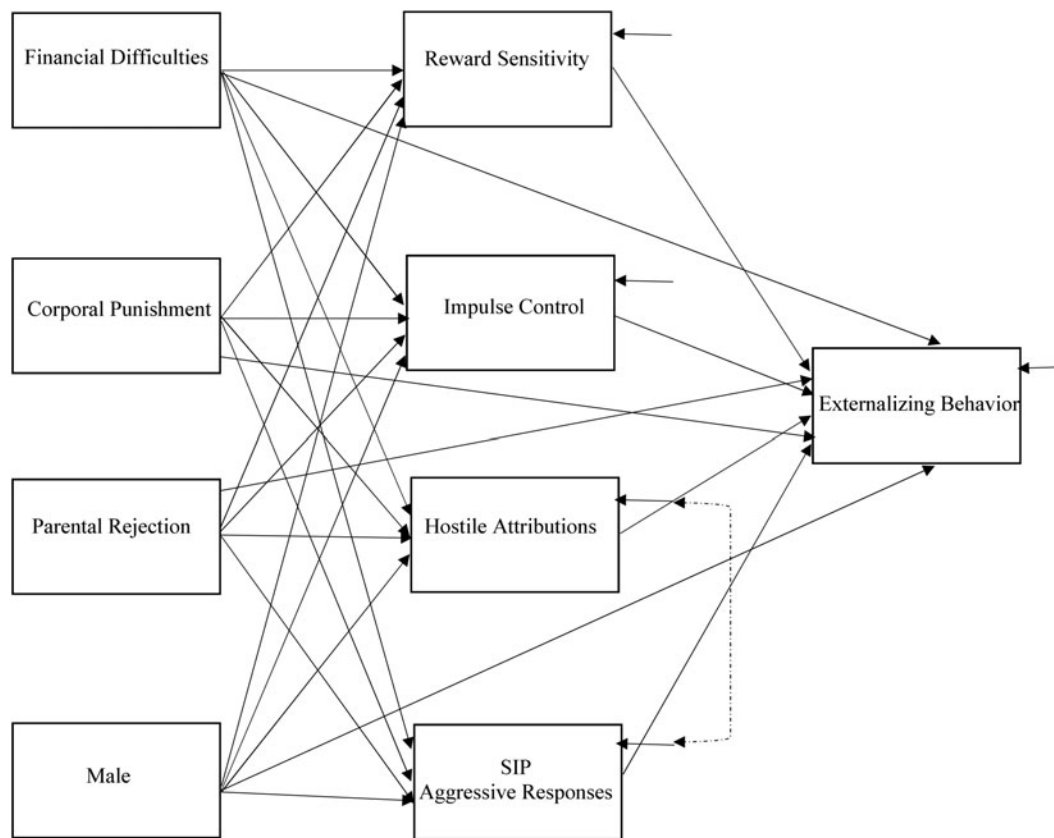 Financial Difficulties
Reward Sensitivity
Corporal Punishment
Impulse Control
Externalizing Behavior
Parental Rejection
Hostile Attributions
Male
SIP
Aggressive Responses